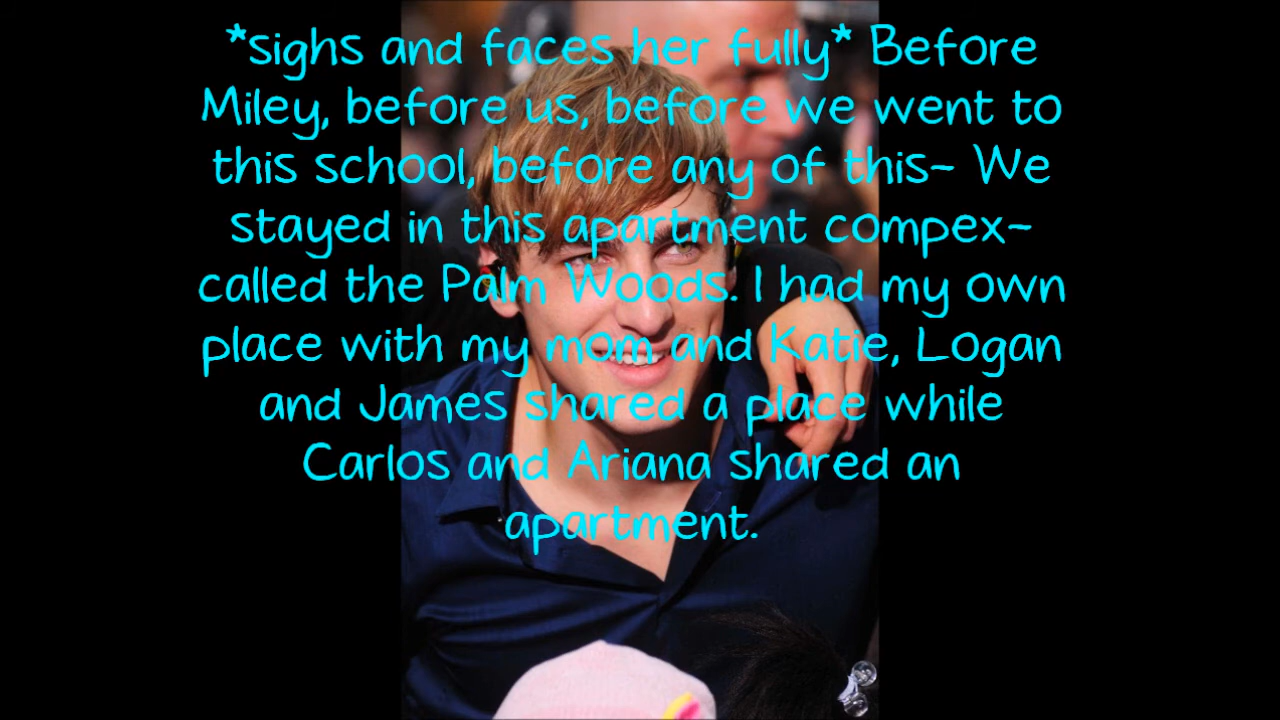 *sighs and faces her fully* Before
Miley, before us, before we went to
this school, before any of this- We
stayed in this apartment compex-
called the Palm Woods. I had my own
place with my mom and Katie, Logan
and James shared a place while
Carlos and Ariana shared an
apartment.